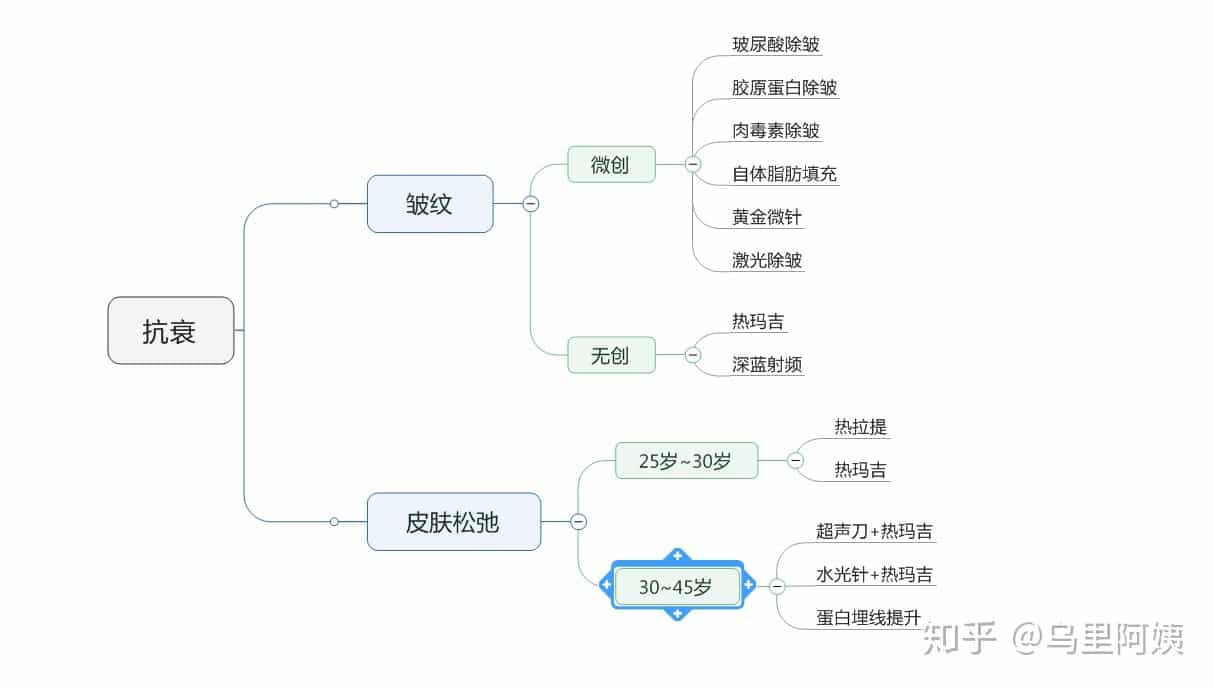 抗衰
皱纹
微创
玻尿酸除皱
胶原蛋白除皱
肉毒素除皱
自体脂肪填充
黄金微针
激光除皱
无创
热玛吉
深蓝射频
皮肤松弛
25岁~30岁
热拉提
热玛吉
30~45岁
超声刀+热玛吉
水光针+热玛吉
蛋白埋线提升
知乎 @乌里阿姨